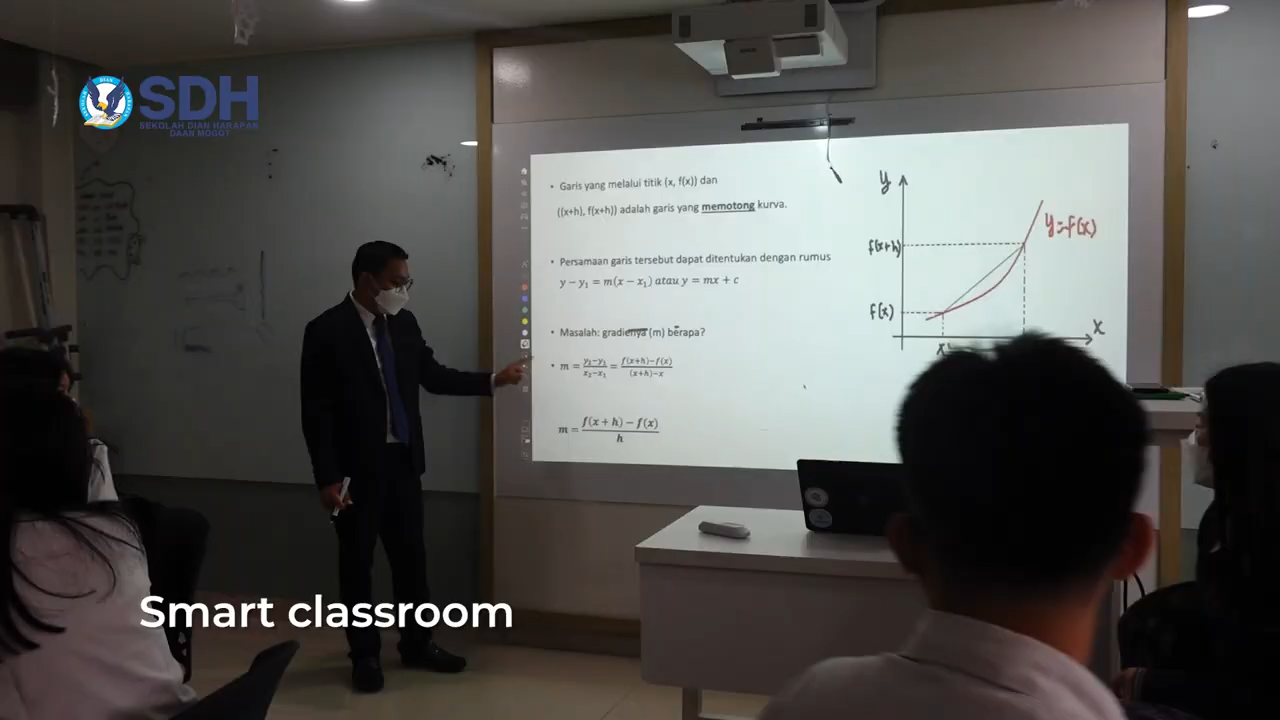 SDH
SEKOLAH DIAN HARAPAN
DAAN MOGOT
• Garis yang melalui titik (x, f(x)) dan
((x+h), f(x+h)) adalah garis yang memotong kurva.
• Persamaan garis tersebut dapat ditentukan dengan rumus
y − y₁ = m(x − x₁) atau y = mx + c
• Masalah: gradienya (m) berapa?
• m = y₂−y₁/x₂−x₁ = f(x+h)−f(x)/(x+h)−x
m = f(x + h) − f(x)/h
y
y=f(x)
f(x+h)
f(x)
x
x
Smart classroom